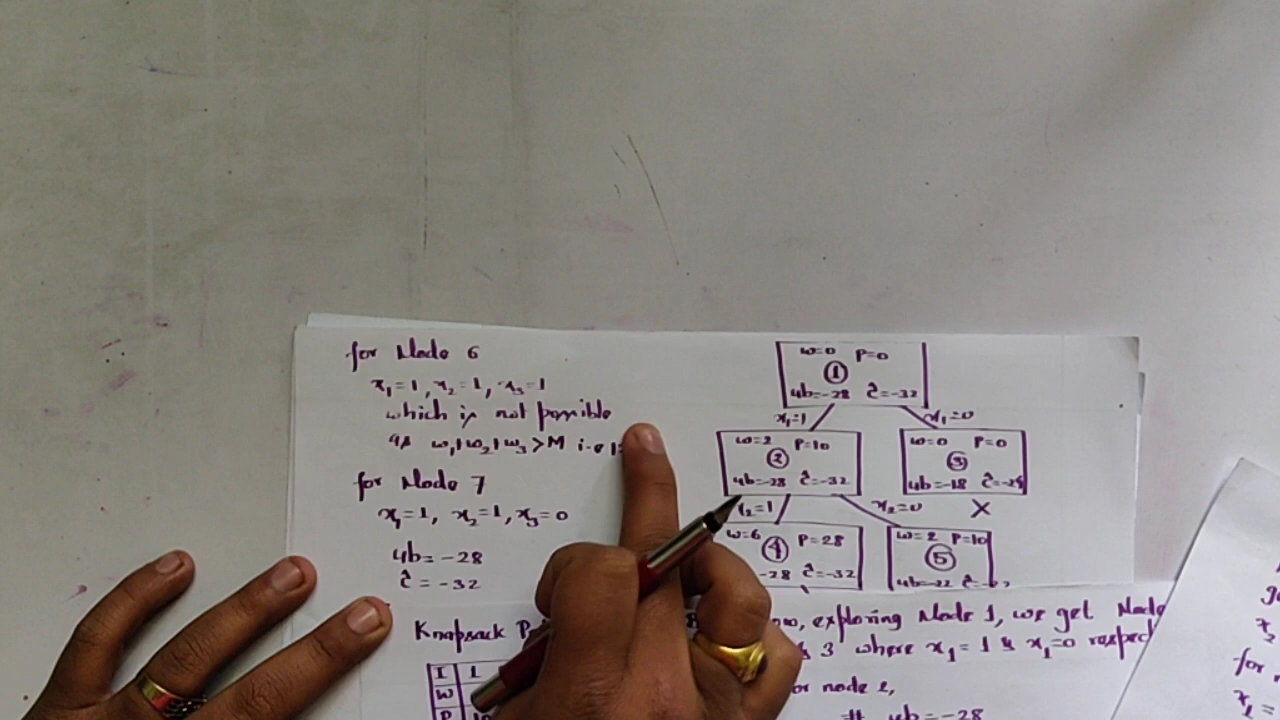 for Node 6
x₁=1, x₂=1, x₃=1
which is not possible
as w₁+w₂+w₃>M i.e
for Node 7
x₁=1, x₂=1, x₃=0
ub=-28
ĉ=-32
w=0 P=0
1
ub=-28 ĉ=-32
x₁=1 x₁=0
w=2 P=10
2
ub=-28 ĉ=-32
w=0 P=0
3
ub=-18
X
x₂=1 x₂=0
w=6 P=28
4
-28 ĉ=-32
w=2 P=10
5
ub=-22
Knapsack
I 1
W
P
exploring Node 1, we get Node
& 3 where x₁=1 & x₁=0
node 2,
ub=-28
for